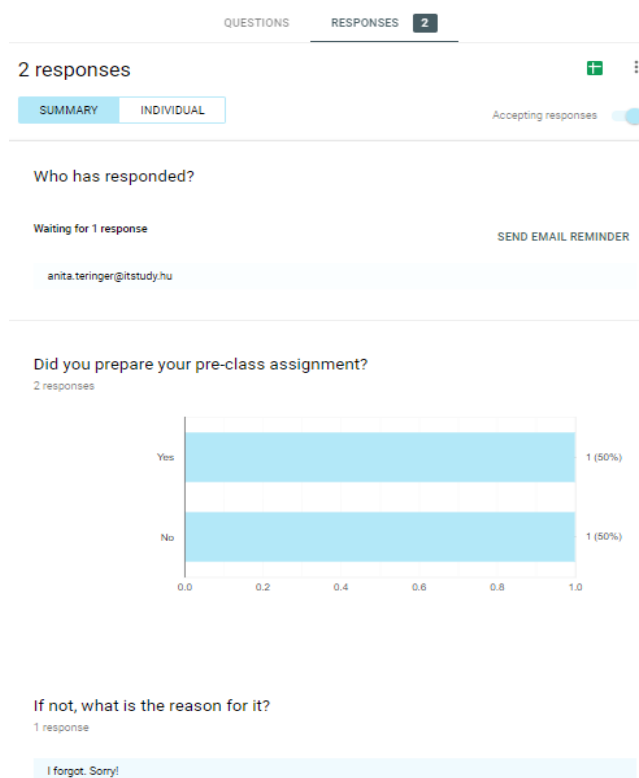 QUESTIONS RESPONSES 2
2 responses
SUMMARY INDIVIDUAL
Accepting responses
Who has responded?
Waiting for 1 response
SEND EMAIL REMINDER
anita.teringer@itstudy.hu
Did you prepare your pre-class assignment?
2 responses
Yes 1 (50%)
No 1 (50%)
0.0 0.2 0.4 0.6 0.8 1.0
If not, what is the reason for it?
1 response
I forgot. Sorry!